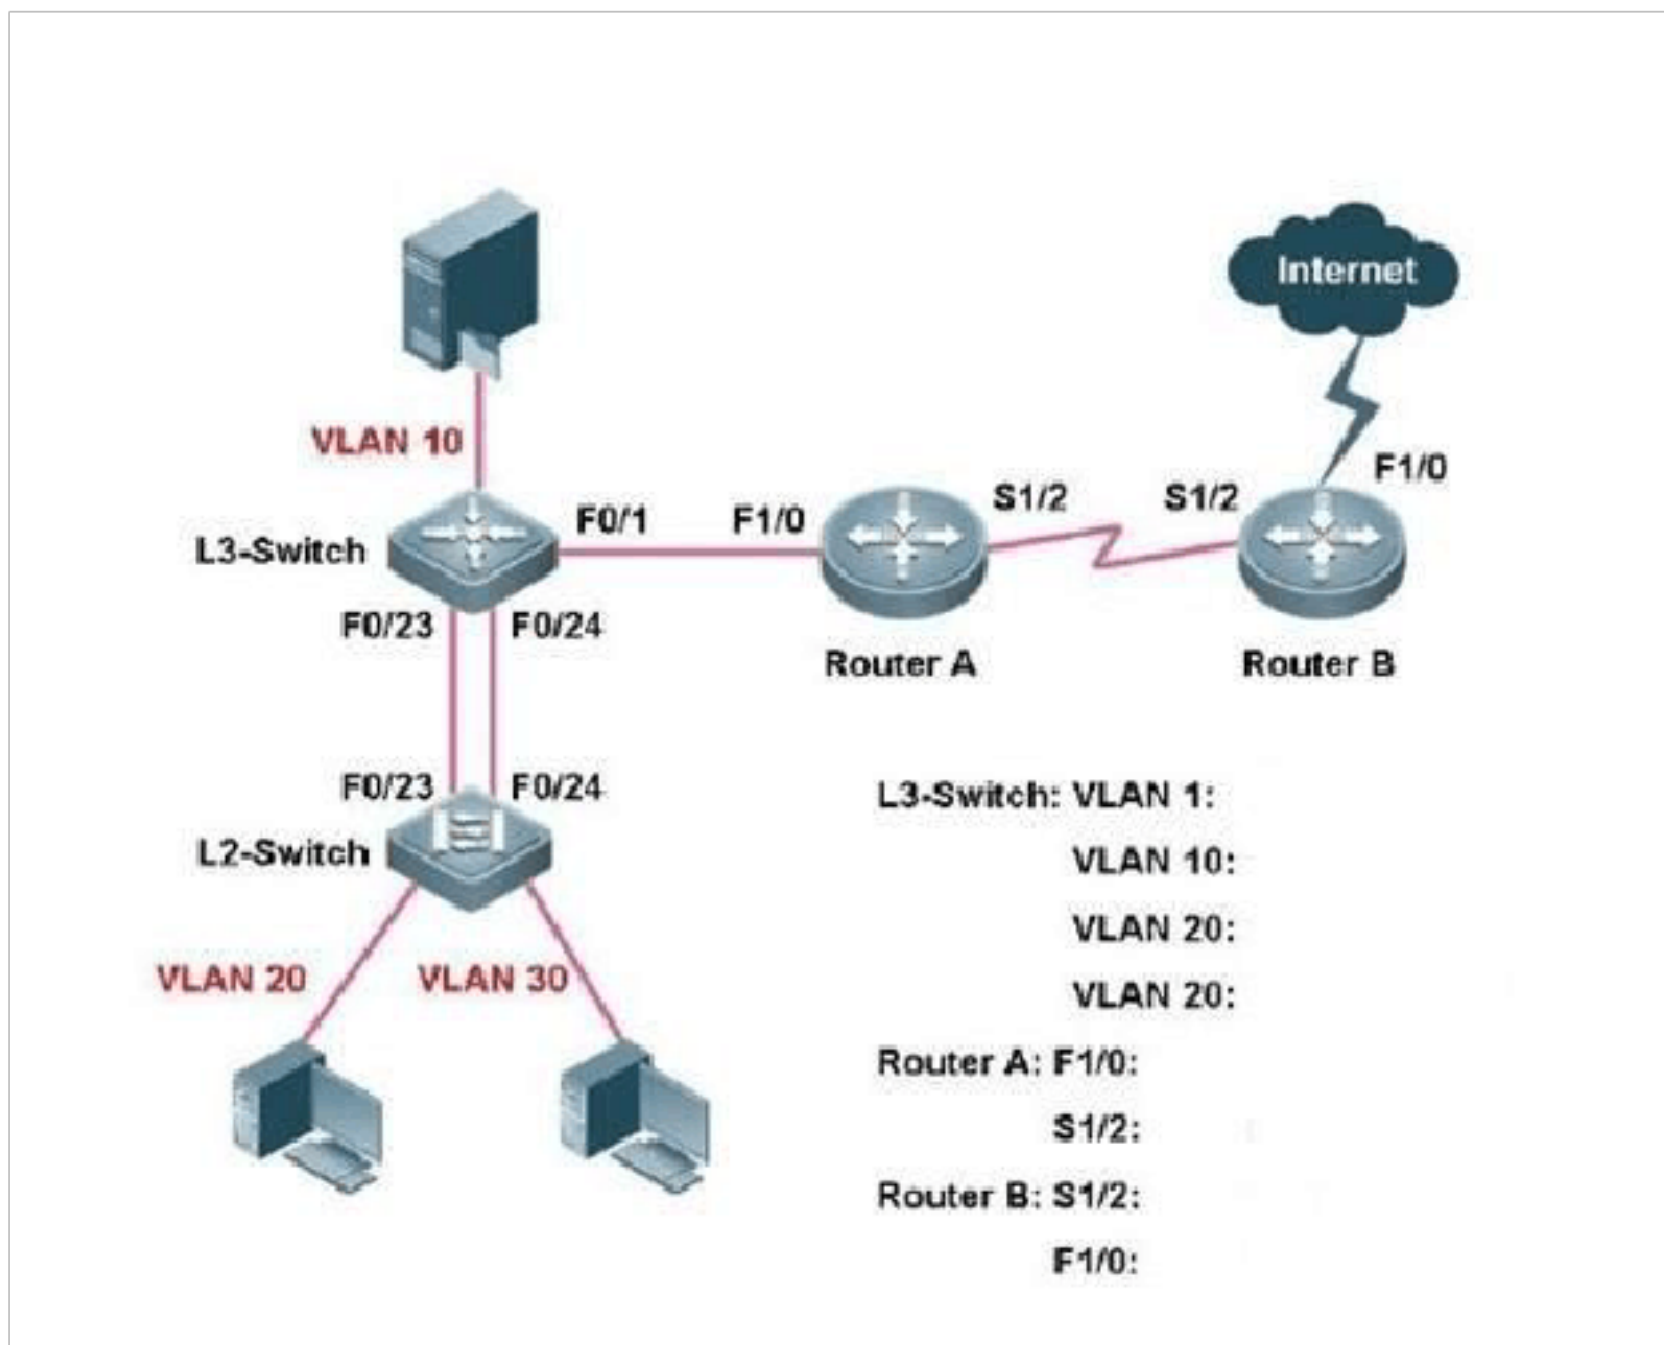 Internet
VLAN 10
F1/0
S1/2
S1/2
F0/1
F1/0
L3-Switch
F0/23
F0/24
Router A
Router B
F0/23
F0/24
L2-Switch
VLAN 20
VLAN 30
L3-Switch: VLAN 1:
VLAN 10:
VLAN 20:
VLAN 20:
Router A: F1/0:
S1/2:
Router B: S1/2:
F1/0: